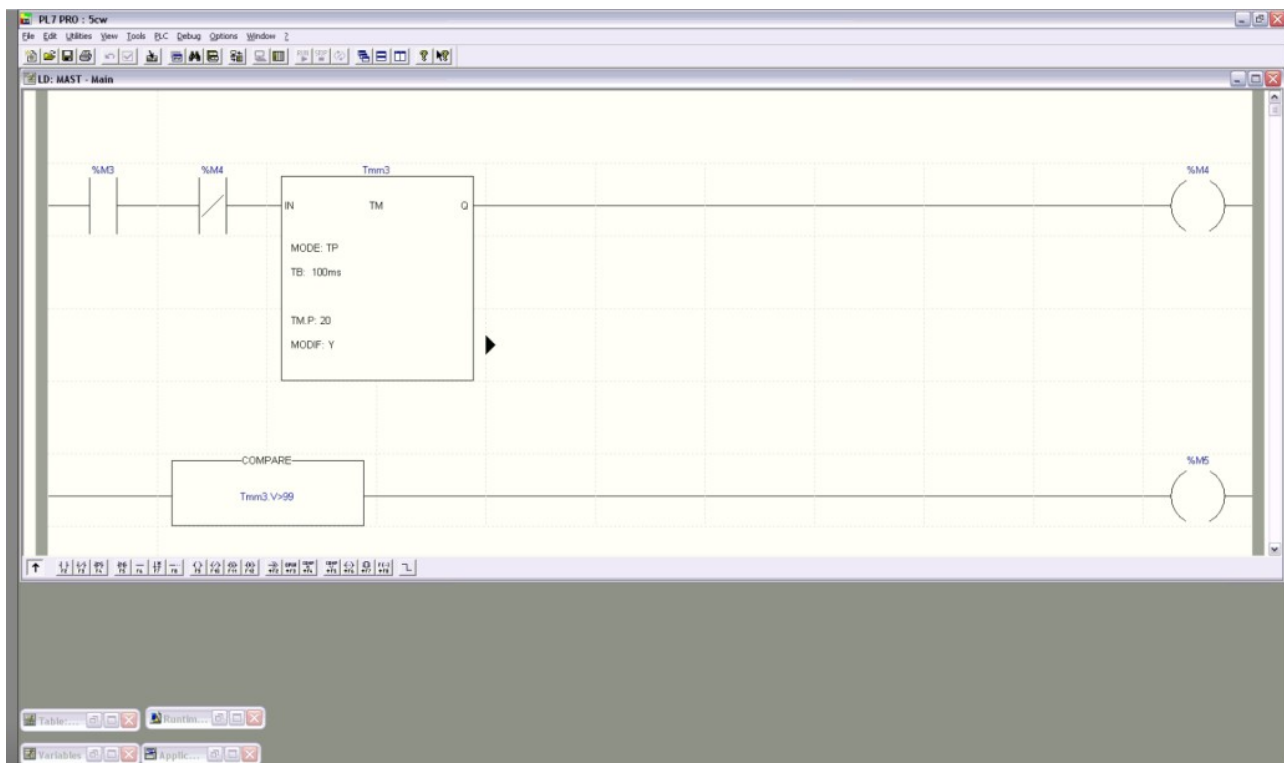 PL7 PRO : 5cw
File Edit Utilities View Tools PLC Debug Options Window ?
LD: MAST - Main
%M3 %M4 Tmm3 %M4
IN TM Q
MODE: TP
TB: 100ms
TM.P: 20
MODIF: Y
COMPARE %M5
Tmm3.V>99
Table:... Runtim...
Variables Applic...